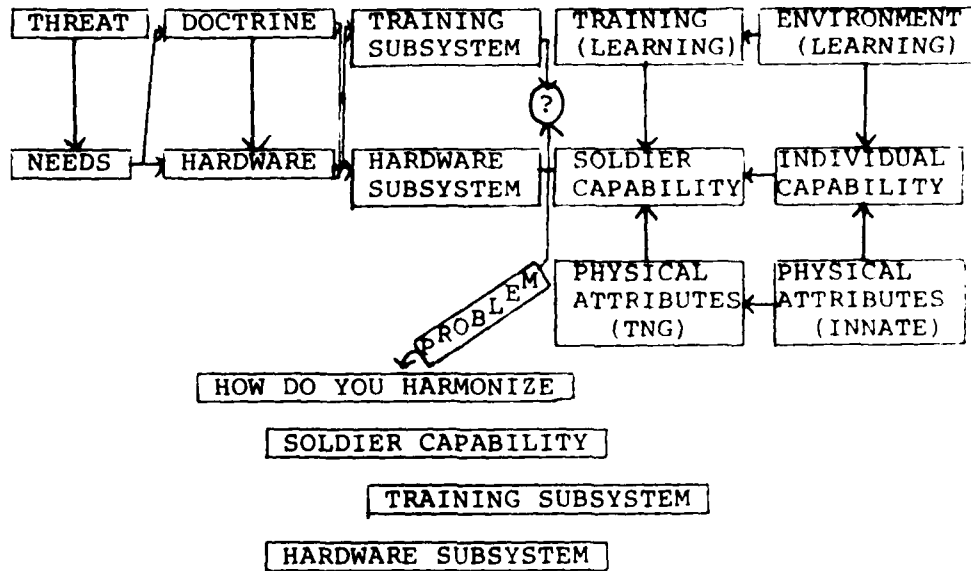 THREAT
DOCTRINE
TRAINING
SUBSYSTEM
TRAINING
(LEARNING)
ENVIRONMENT
(LEARNING)
?
NEEDS
HARDWARE
HARDWARE
SUBSYSTEM
SOLDIER
CAPABILITY
INDIVIDUAL
CAPABILITY
PHYSICAL
ATTRIBUTES
(TNG)
PHYSICAL
ATTRIBUTES
(INNATE)
PROBLEM
HOW DO YOU HARMONIZE
SOLDIER CAPABILITY
TRAINING SUBSYSTEM
HARDWARE SUBSYSTEM